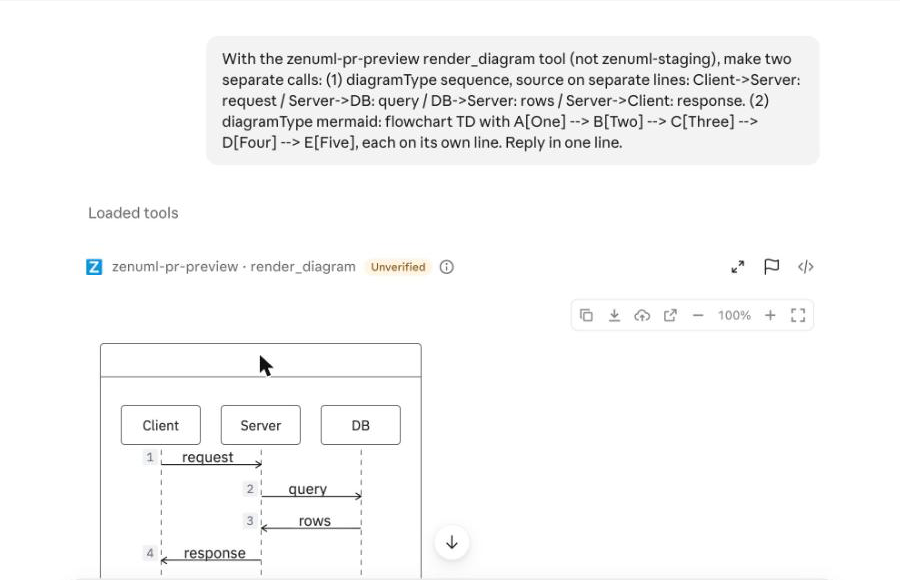 With the zenuml-pr-preview render_diagram tool (not zenuml-staging), make two
separate calls: (1) diagramType sequence, source on separate lines: Client->Server:
request / Server->DB: query / DB->Server: rows / Server->Client: response. (2)
diagramType mermaid: flowchart TD with A[One] --> B[Two] --> C[Three] -->
D[Four] --> E[Five], each on its own line. Reply in one line.
Loaded tools
Z zenuml-pr-preview · render_diagram Unverified
100%
Client Server DB
1 request
2 query
3 rows
4 response